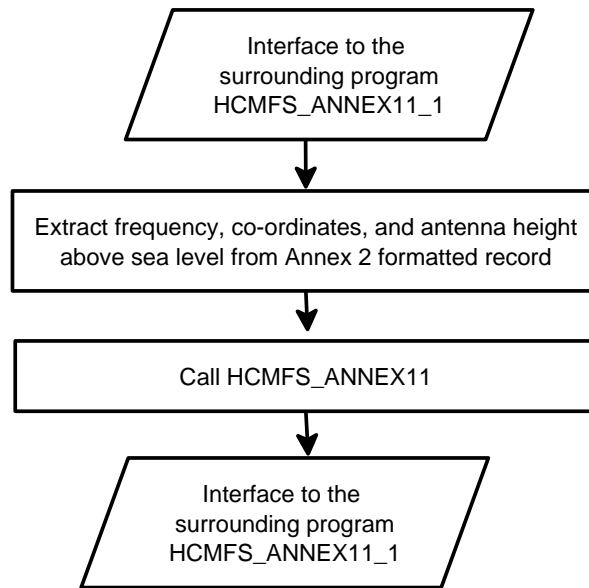 Interface to the
surrounding program
HCMFS_ANNEX11_1
Extract frequency, co-ordinates, and antenna height
above sea level from Annex 2 formatted record
Call HCMFS_ANNEX11
Interface to the
surrounding program
HCMFS_ANNEX11_1